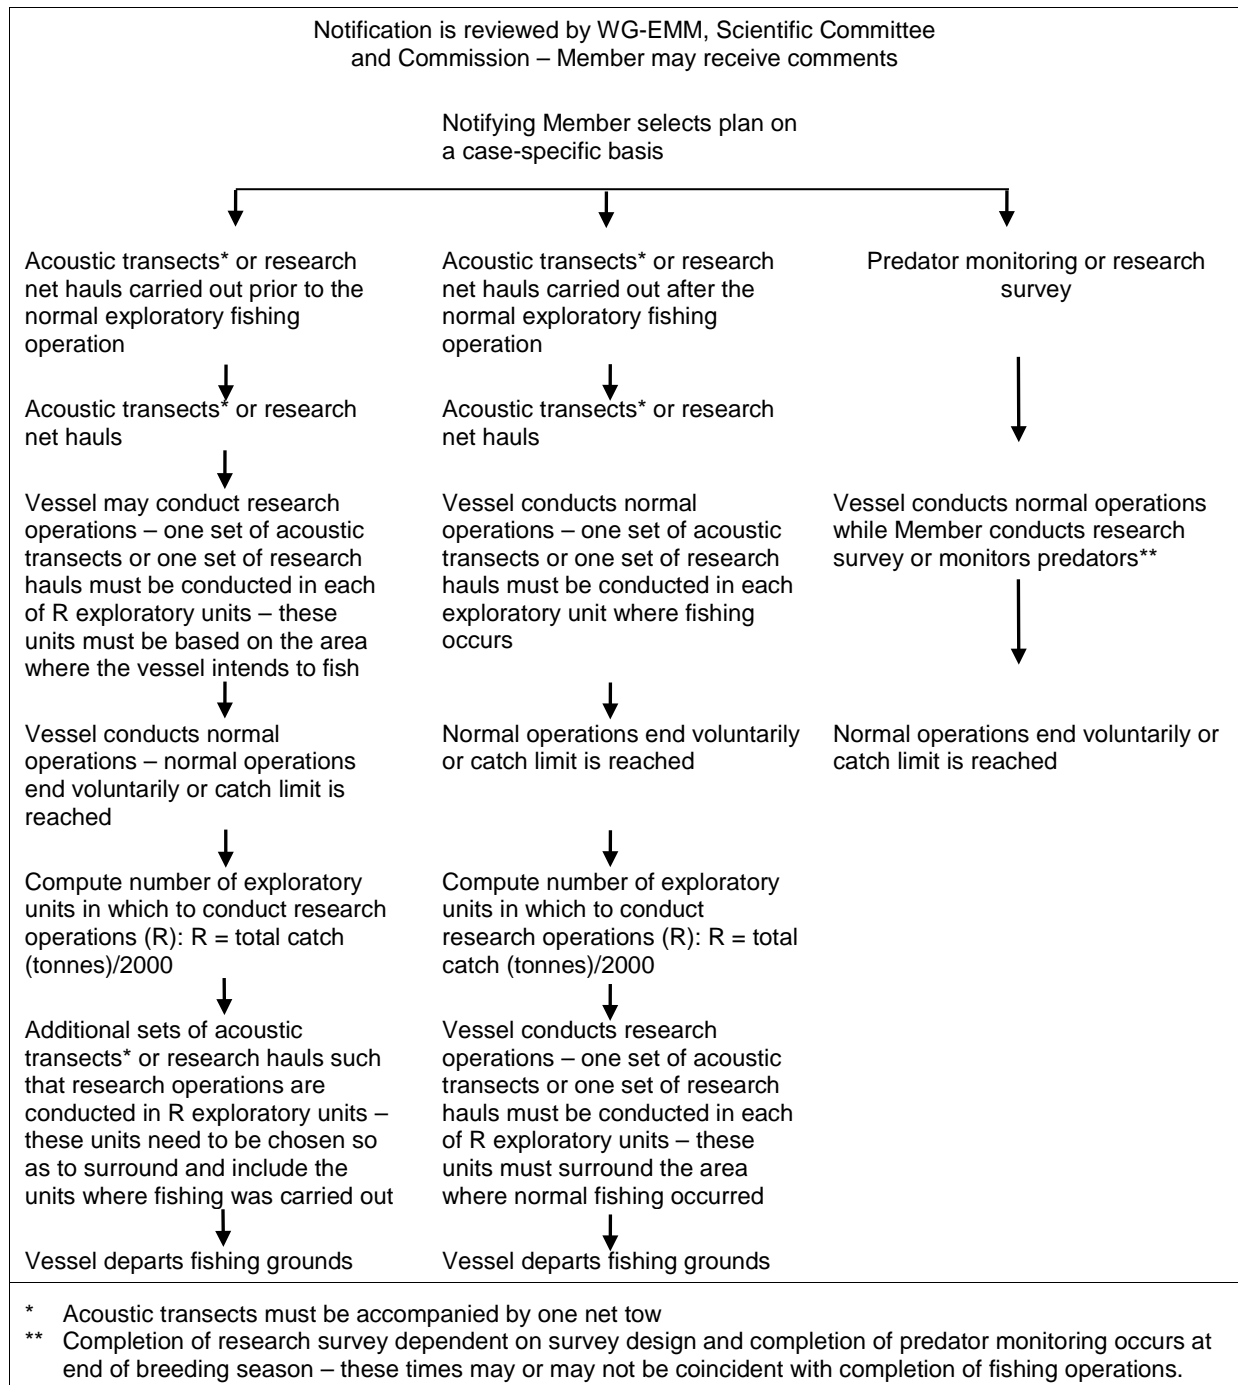 Notification is reviewed by WG-EMM, Scientific Committee
and Commission – Member may receive comments
Notifying Member selects plan on
a case-specific basis
Acoustic transects* or research
net hauls carried out prior to the
normal exploratory fishing
operation
Acoustic transects* or research
net hauls
Vessel may conduct research
operations – one set of acoustic
transects or one set of research
hauls must be conducted in each
of R exploratory units – these
units must be based on the area
where the vessel intends to fish
Vessel conducts normal
operations – normal operations
end voluntarily or catch limit is
reached
Compute number of exploratory
units in which to conduct research
operations (R): R = total catch
(tonnes)/2000
Additional sets of acoustic
transects* or research hauls such
that research operations are
conducted in R exploratory units –
these units need to be chosen so
as to surround and include the
units where fishing was carried out
Vessel departs fishing grounds
Acoustic transects* or research
net hauls carried out after the
normal exploratory fishing
operation
Acoustic transects* or research
net hauls
Vessel conducts normal
operations – one set of acoustic
transects or one set of research
hauls must be conducted in each
exploratory unit where fishing
occurs
Normal operations end voluntarily
or catch limit is reached
Compute number of exploratory
units in which to conduct
research operations (R): R = total
catch (tonnes)/2000
Vessel conducts research
operations – one set of acoustic
transects or one set of research
hauls must be conducted in each
of R exploratory units – these
units must surround the area
where normal fishing occurred
Vessel departs fishing grounds
Predator monitoring or research
survey
Vessel conducts normal operations
while Member conducts research
survey or monitors predators**
Normal operations end voluntarily or
catch limit is reached
* Acoustic transects must be accompanied by one net tow
** Completion of research survey dependent on survey design and completion of predator monitoring occurs at
end of breeding season – these times may or may not be coincident with completion of fishing operations.